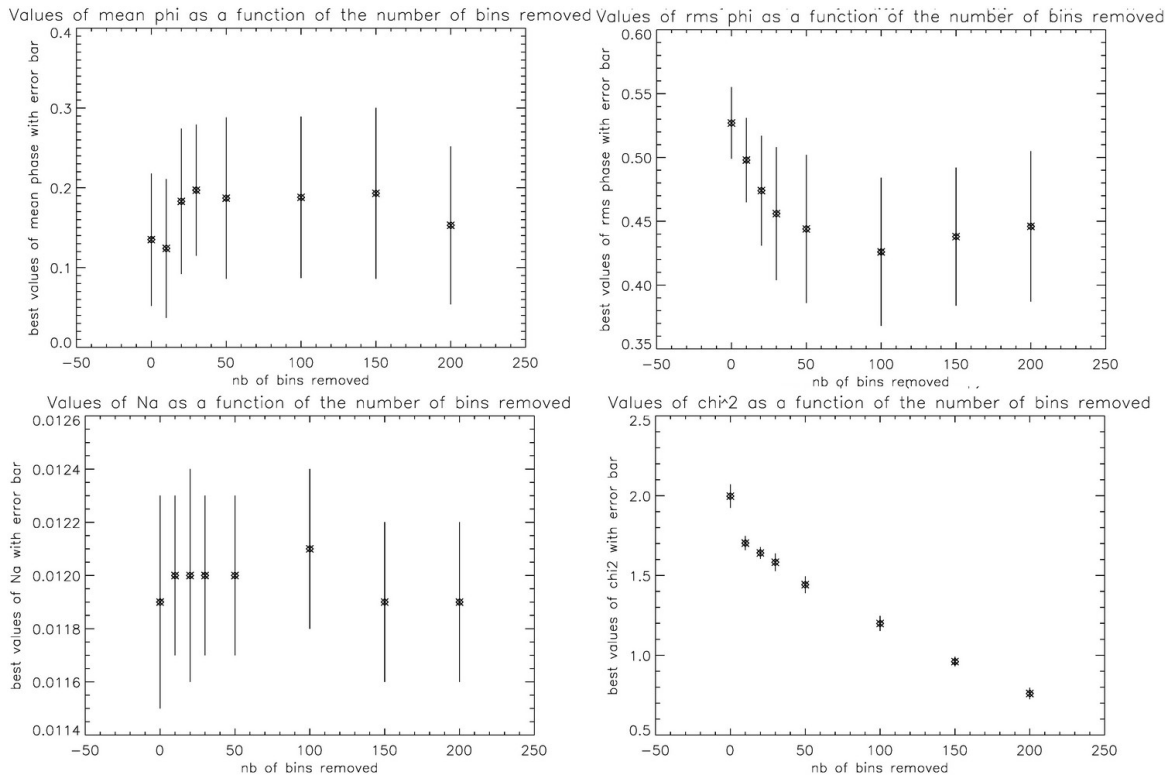 Values of mean phi as a function of the number of bins removed
best values of mean phase with error bar
0.4
0.3
0.2
0.1
0.0
−50 0 50 100 150 200 250
nb of bins removed
Values of rms phi as a function of the number of bins removed
best values of rms phase with error bar
0.60
0.55
0.50
0.45
0.40
0.35
−50 0 50 100 150 200 250
nb of bins removed
Values of Na as a function of the number of bins removed
best values of Na with error bar
0.0126
0.0124
0.0122
0.0120
0.0118
0.0116
0.0114
−50 0 50 100 150 200 250
nb of bins removed
Values of chi^2 as a function of the number of bins removed
best values of chi2 with error bar
2.5
2.0
1.5
1.0
0.5
−50 0 50 100 150 200 250
nb of bins removed